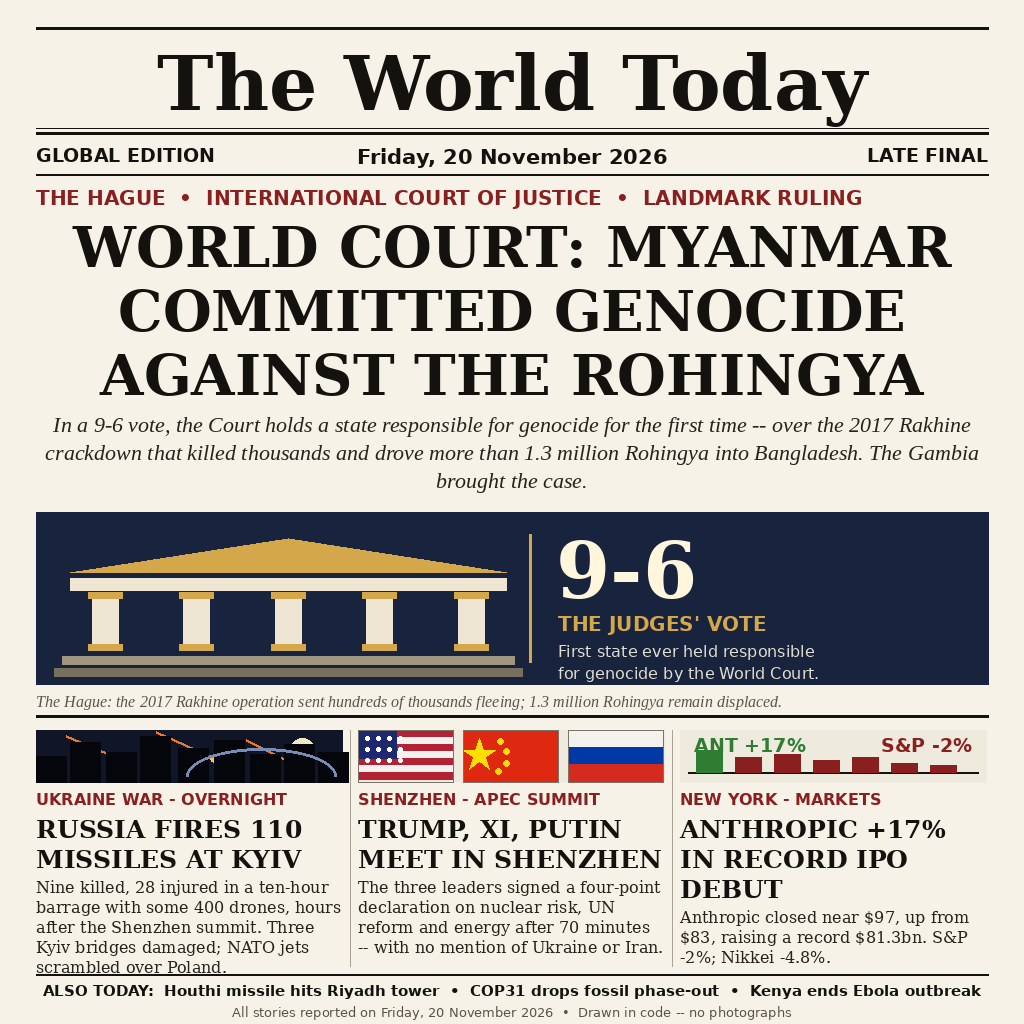 The World Today
GLOBAL EDITION
Friday, 20 November 2026
LATE FINAL
THE HAGUE • INTERNATIONAL COURT OF JUSTICE • LANDMARK RULING
WORLD COURT: MYANMAR
COMMITTED GENOCIDE
AGAINST THE ROHINGYA
In a 9-6 vote, the Court holds a state responsible for genocide for the first time -- over the 2017 Rakhine
crackdown that killed thousands and drove more than 1.3 million Rohingya into Bangladesh. The Gambia
brought the case.
9-6
THE JUDGES' VOTE
First state ever held responsible
for genocide by the World Court.
The Hague: the 2017 Rakhine operation sent hundreds of thousands fleeing; 1.3 million Rohingya remain displaced.
UKRAINE WAR - OVERNIGHT
RUSSIA FIRES 110
MISSILES AT KYIV
Nine killed, 28 injured in a ten-hour
barrage with some 400 drones, hours
after the Shenzhen summit. Three
Kyiv bridges damaged; NATO jets
scrambled over Poland.
SHENZHEN - APEC SUMMIT
TRUMP, XI, PUTIN
MEET IN SHENZHEN
The three leaders signed a four-point
declaration on nuclear risk, UN
reform and energy after 70 minutes
-- with no mention of Ukraine or Iran.
ANT +17%
S&P -2%
NEW YORK - MARKETS
ANTHROPIC +17%
IN RECORD IPO
DEBUT
Anthropic closed near $97, up from
$83, raising a record $81.3bn. S&P
-2%; Nikkei -4.8%.
ALSO TODAY: Houthi missile hits Riyadh tower • COP31 drops fossil phase-out • Kenya ends Ebola outbreak
All stories reported on Friday, 20 November 2026 • Drawn in code -- no photographs